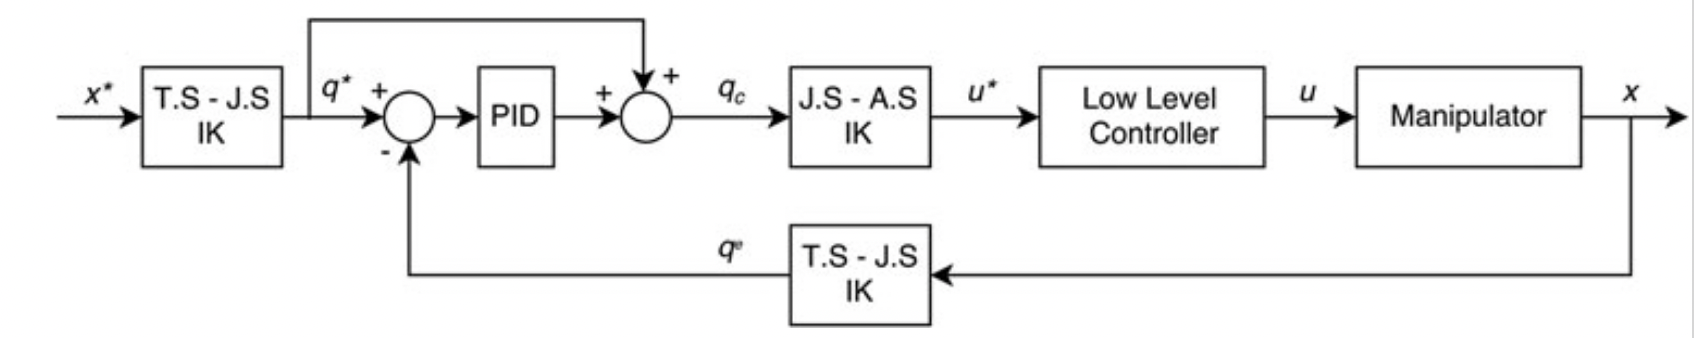 x*
T.S - J.S
IK
q*
+
-
PID
+
+
q_c
J.S - A.S
IK
u*
Low Level
Controller
u
Manipulator
x
T.S - J.S
IK